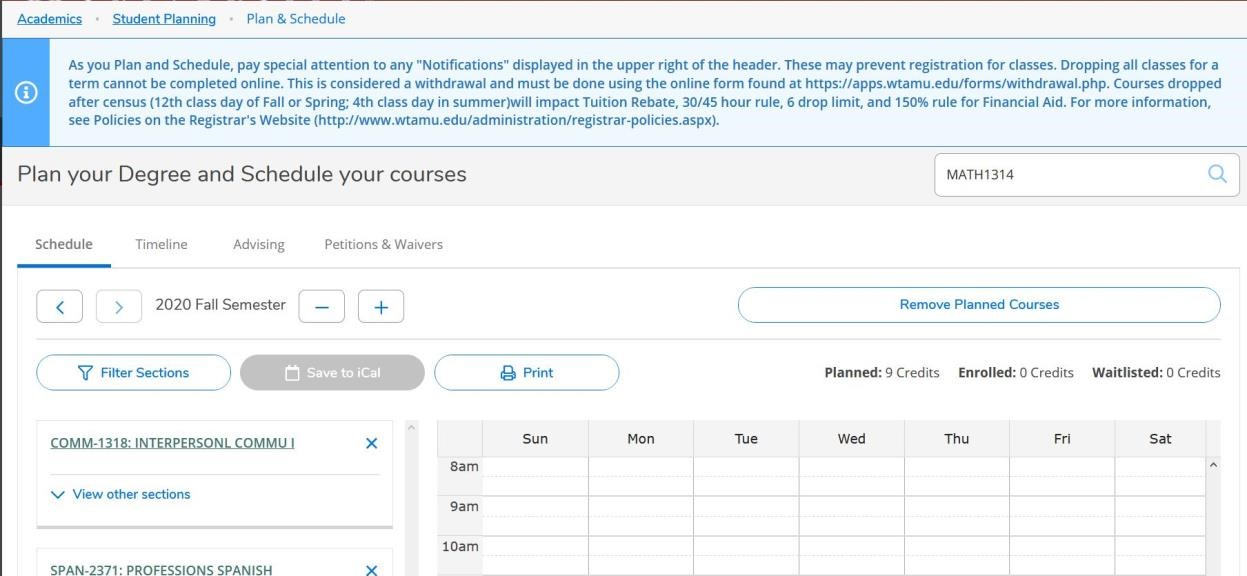 Academics • Student Planning • Plan & Schedule
As you Plan and Schedule, pay special attention to any "Notifications" displayed in the upper right of the header. These may prevent registration for classes. Dropping all classes for a
term cannot be completed online. This is considered a withdrawal and must be done using the online form found at https://apps.wtamu.edu/forms/withdrawal.php. Courses dropped
after census (12th class day of Fall or Spring; 4th class day in summer)will impact Tuition Rebate, 30/45 hour rule, 6 drop limit, and 150% rule for Financial Aid. For more information,
see Policies on the Registrar's Website (http://www.wtamu.edu/administration/registrar-policies.aspx).
Plan your Degree and Schedule your courses
MATH1314
Schedule Timeline Advising Petitions & Waivers
2020 Fall Semester
Remove Planned Courses
Filter Sections Save to iCal Print
Planned: 9 Credits Enrolled: 0 Credits Waitlisted: 0 Credits
COMM-1318: INTERPERSONL COMMU I
View other sections
SPAN-2371: PROFESSIONS SPANISH
Sun Mon Tue Wed Thu Fri Sat
8am
9am
10am